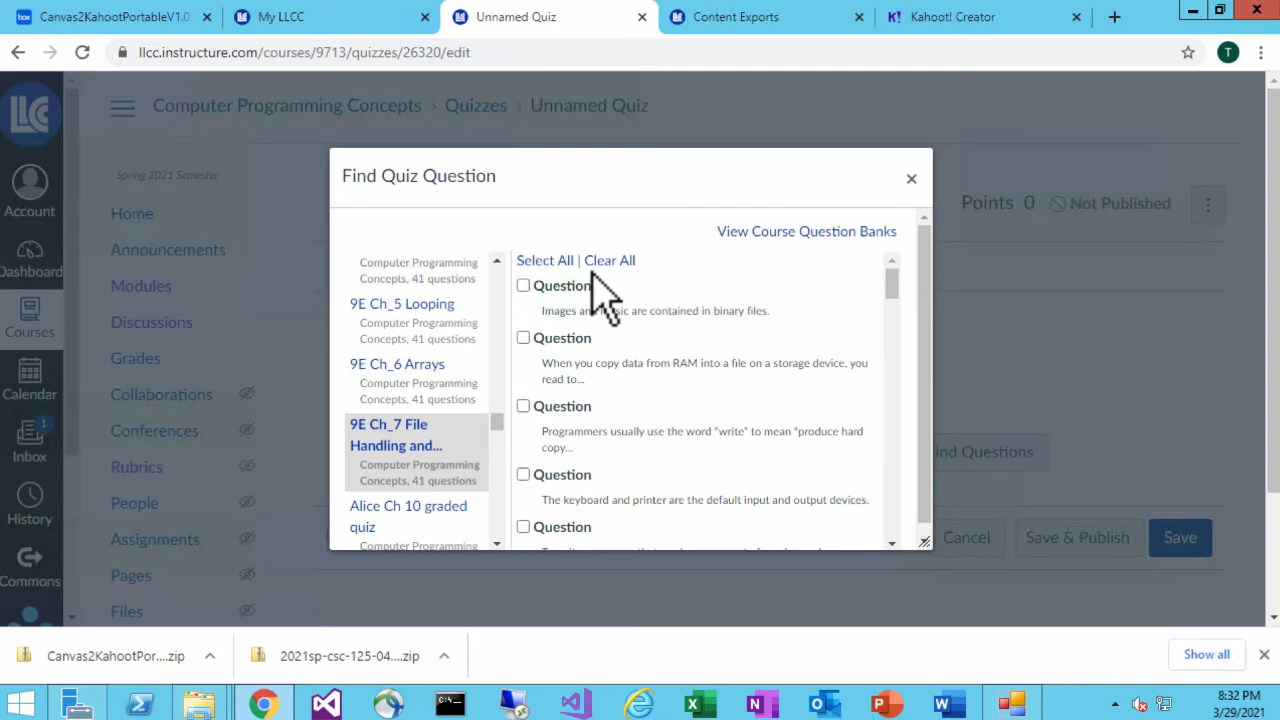 Canvas2KahootPortableV1.0.
My LLCC
Unnamed Quiz
Content Exports
Kahoot! Creator
llcc.instructure.com/courses/9713/quizzes/26320/edit
T
Computer Programming Concepts > Quizzes > Unnamed Quiz
Spring 2021 Semester
Home
Announcements
Modules
Discussions
Grades
Collaborations
Conferences
Rubrics
People
Assignments
Pages
Files
Account
Dashboard
Courses
Calendar
1
Inbox
History
Commons
Points 0 Not Published
Find Quiz Question
View Course Question Banks
Computer Programming
Concepts, 41 questions
9E Ch_5 Looping
Computer Programming
Concepts, 41 questions
9E Ch_6 Arrays
Computer Programming
Concepts, 41 questions
9E Ch_7 File
Handling and...
Computer Programming
Concepts, 41 questions
Alice Ch 10 graded
quiz
Computer Programming
Select All | Clear All
Question
Images are contained in binary files.
Question
When you copy data from RAM into a file on a storage device, you
read to...
Question
Programmers usually use the word “write” to mean “produce hard
copy...
Question
The keyboard and printer are the default input and output devices.
Question
ind Questions
Cancel
Save & Publish
Save
Canvas2KahootPor....zip
2021sp-csc-125-04....zip
Show all
8:32 PM
3/29/2021